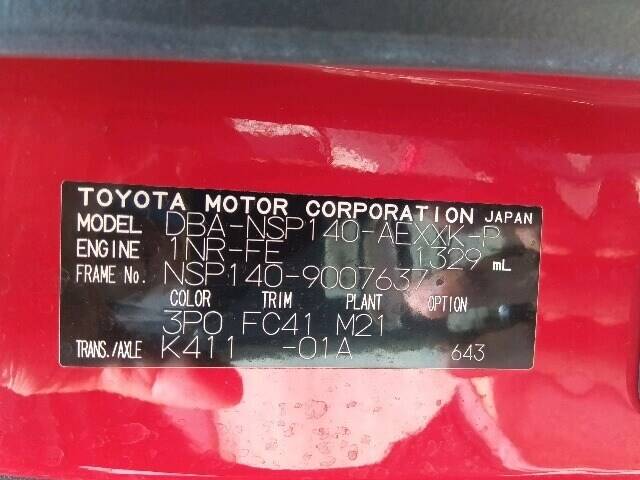 TOYOTA MOTOR CORPORATION JAPAN
MODEL DBA-NSP140-AEXXK-P
ENGINE 1NR-FE 1329 mL
FRAME No. NSP140-9007637
COLOR TRIM PLANT OPTION
3P0 FC41 M21
TRANS./AXLE K411 -01A 643